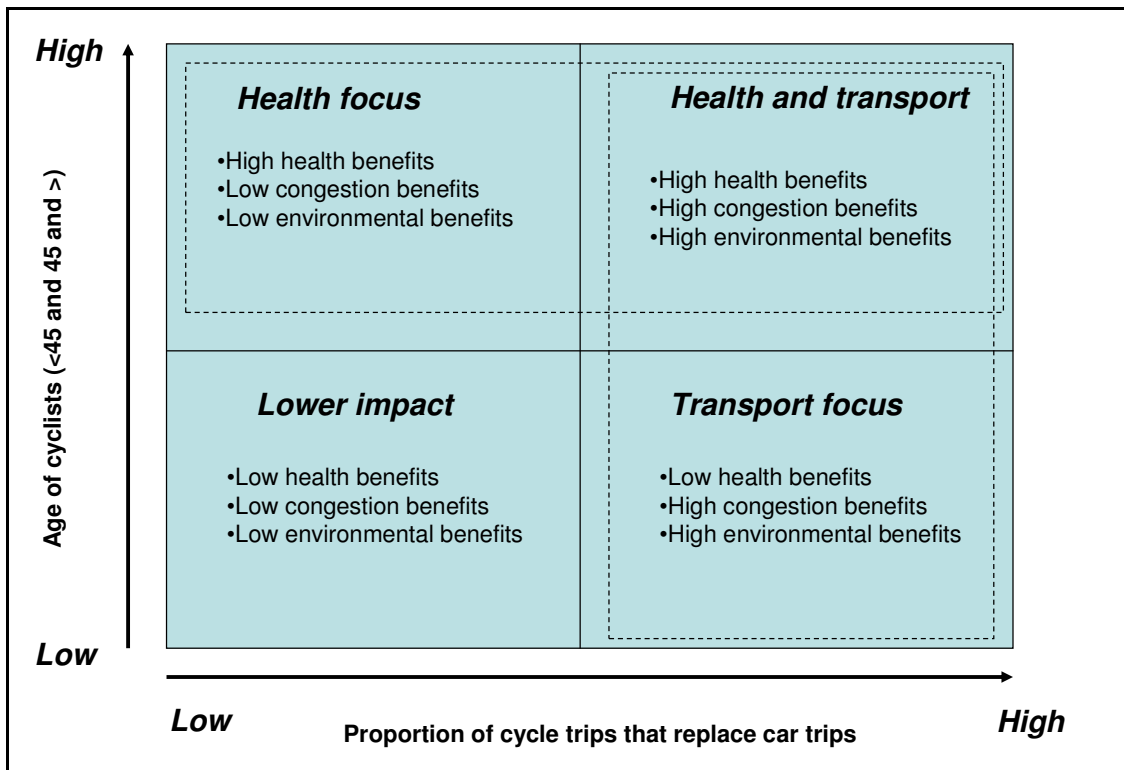 High
Health focus
•High health benefits
•Low congestion benefits
•Low environmental benefits
Health and transport
•High health benefits
•High congestion benefits
•High environmental benefits
Age of cyclists (<45 and 45 and >)
Lower impact
•Low health benefits
•Low congestion benefits
•Low environmental benefits
Transport focus
•Low health benefits
•High congestion benefits
•High environmental benefits
Low
Low
Proportion of cycle trips that replace car trips
High